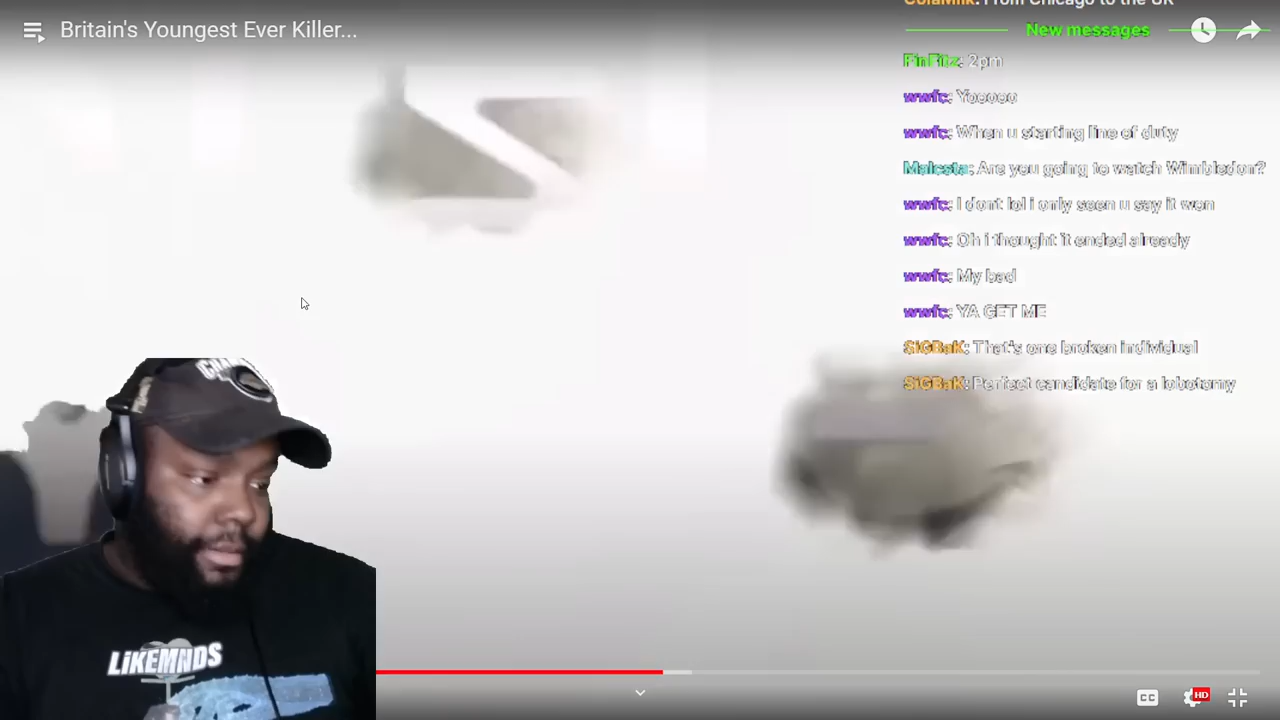 Britain's Youngest Ever Killer...
ColaMilk: From Chicago to the UK
New messages
FinFitz: 2pm
wwfc: Yooooo
wwfc: When u starting line of duty
Malesta: Are you going to watch Wimbledon?
wwfc: I dont lol i only seen u say it won
wwfc: Oh i thought it ended already
wwfc: My bad
wwfc: YA GET ME
SiGBaK: That's one broken individual
SiGBaK: Perfect candidate for a lobotomy
LiKEMNDS
CC
HD